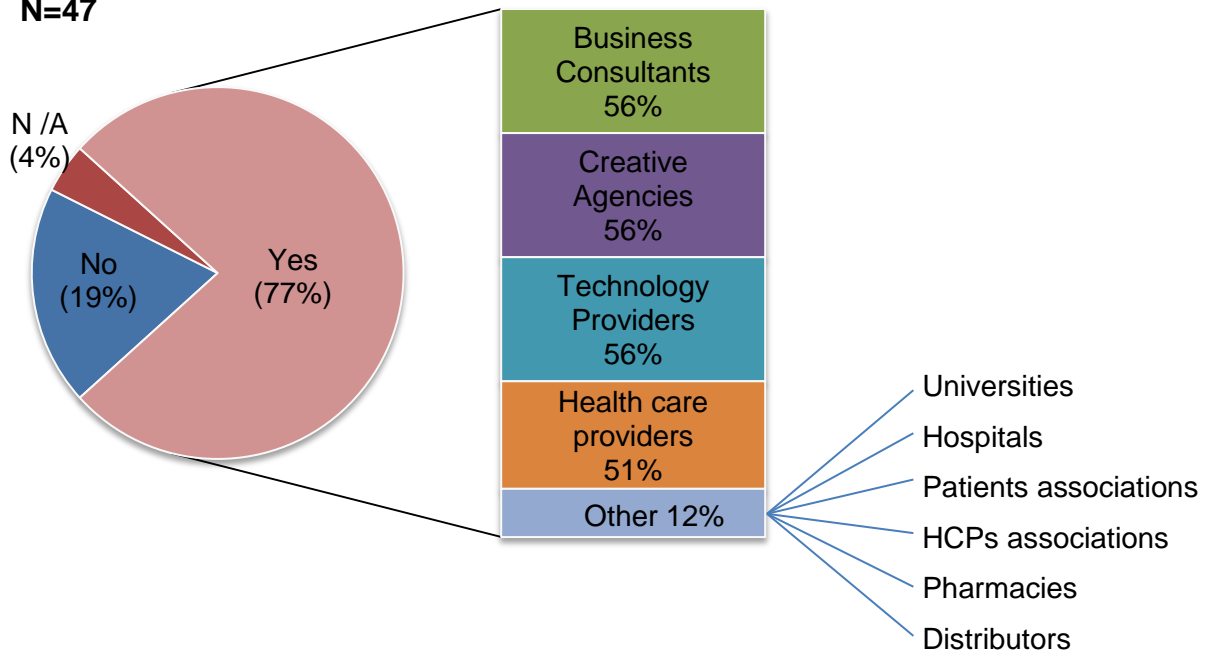 N=47
N /A
(4%)
No
(19%)
Yes
(77%)
Business
Consultants
56%
Creative
Agencies
56%
Technology
Providers
56%
Health care
providers
51%
Other 12%
Universities
Hospitals
Patients associations
HCPs associations
Pharmacies
Distributors